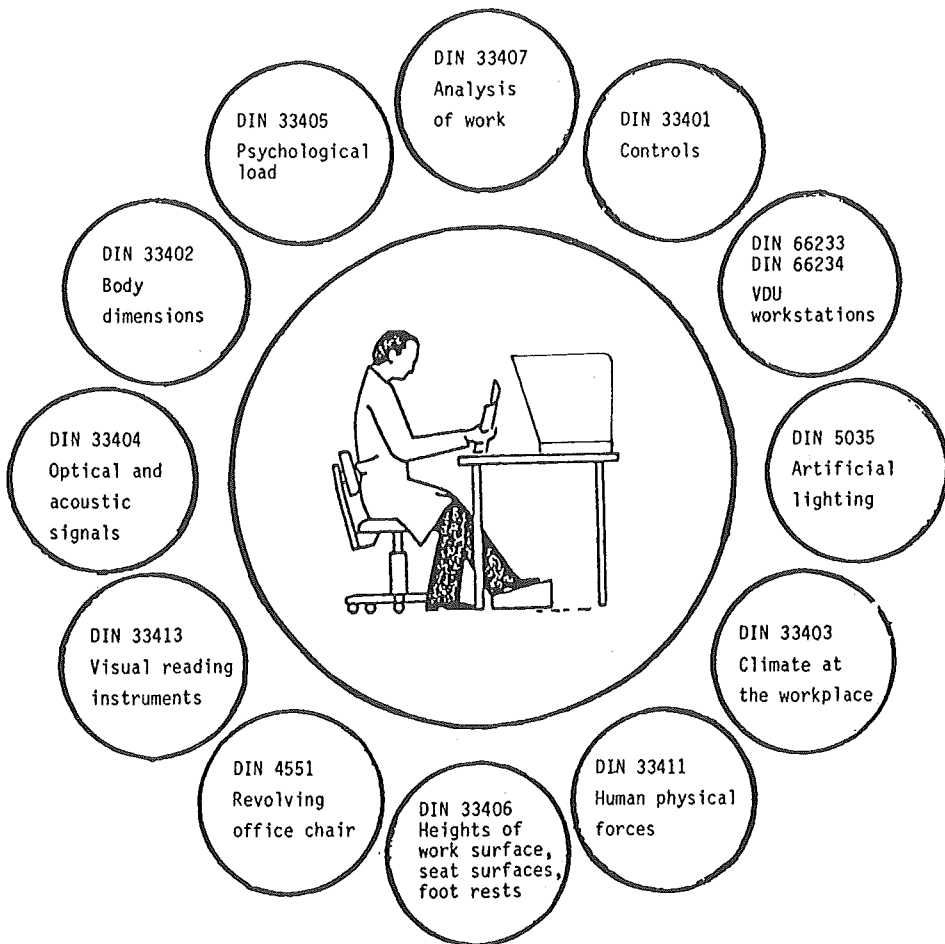 DIN 33407
Analysis
of work
DIN 33401
Controls
DIN 66233
DIN 66234
VDU
workstations
DIN 5035
Artificial
lighting
DIN 33403
Climate at
the workplace
DIN 33411
Human physical
forces
DIN 33406
Heights of
work surface,
seat surfaces,
foot rests
DIN 4551
Revolving
office chair
DIN 33413
Visual reading
instruments
DIN 33404
Optical and
acoustic
signals
DIN 33402
Body
dimensions
DIN 33405
Psychological
load